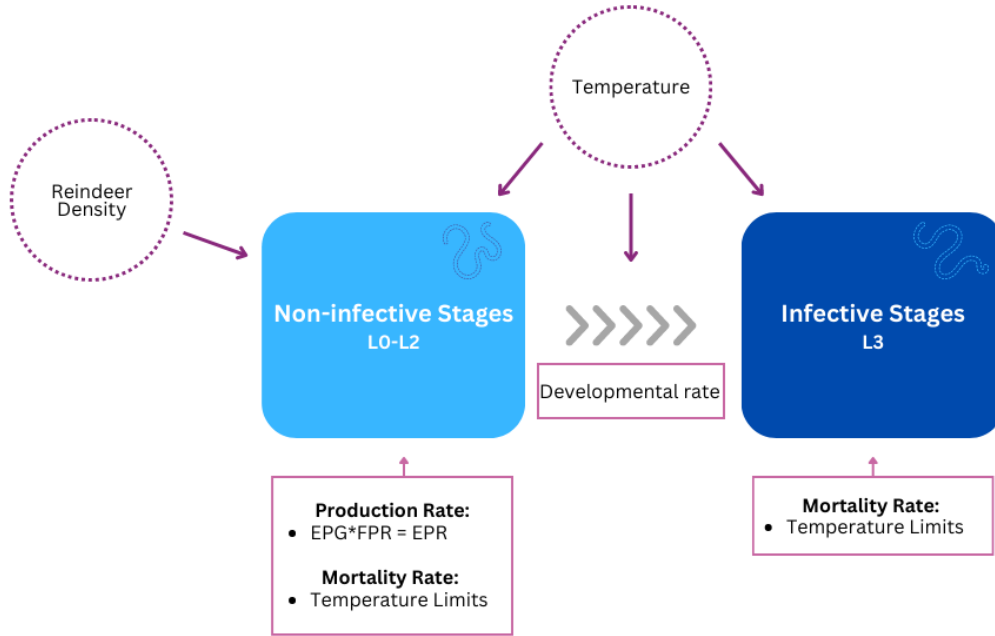 Temperature
Reindeer
Density
Non-infective Stages
L0-L2
Developmental rate
Infective Stages
L3
Production Rate:
• EPG*FPR = EPR
Mortality Rate:
• Temperature Limits
Mortality Rate:
• Temperature Limits